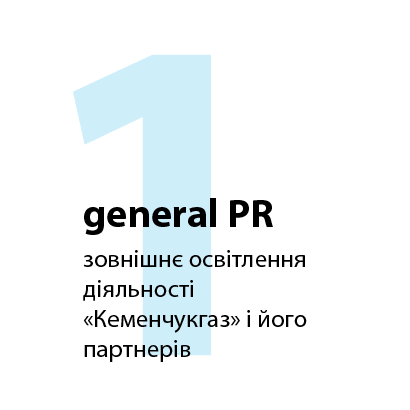 1
general PR
зовнішнє освітлення
діяльності
«Кеменчукгаз» і його
партнерів